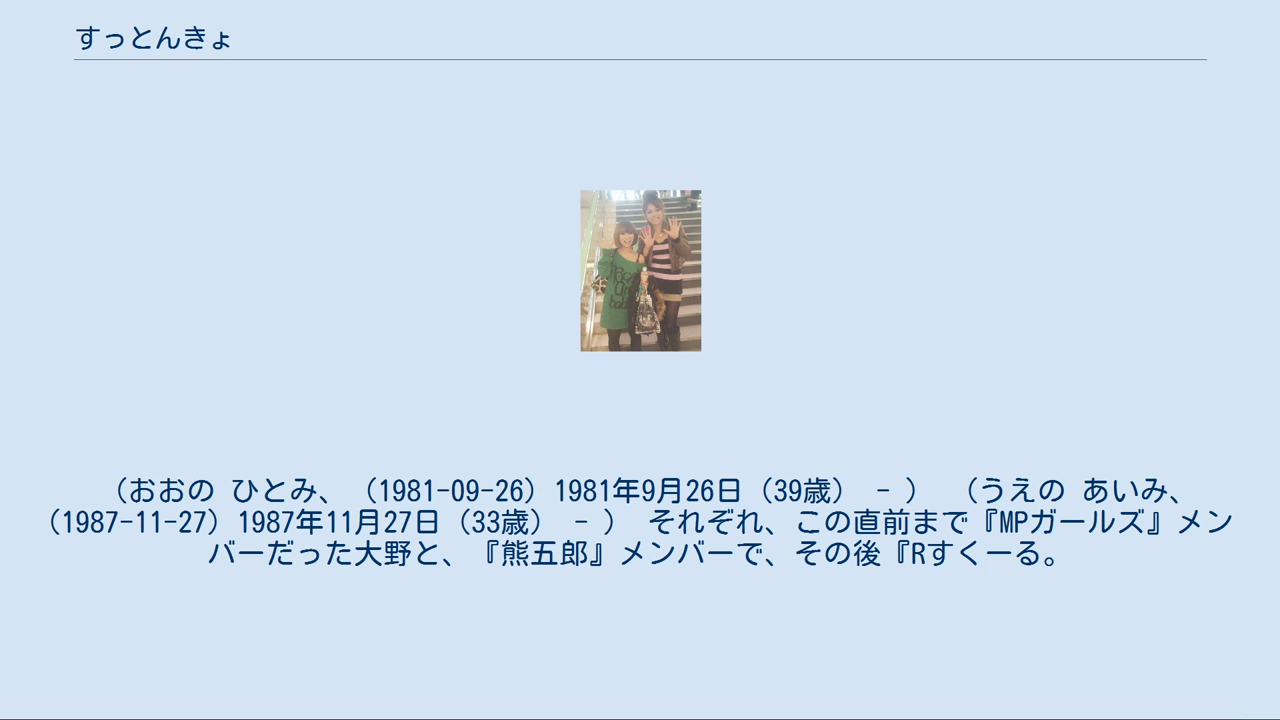 すっとんきょ
（おおの ひとみ、 （1981-09-26）1981年9月26日（39歳） - ） （うえの あいみ、
（1987-11-27）1987年11月27日（33歳） - ） それぞれ、この直前まで『MPガールズ』メン
バーだった大野と、『熊五郎』メンバーで、その後『Rすくーる。